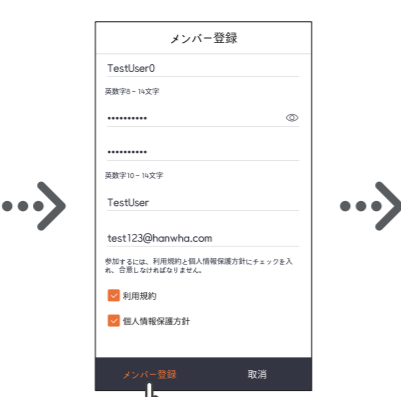 メンバー登録
TestUser0
英数字8-14文字
••••••••••
••••••••••
英数字10-14文字
TestUser
test123@hanwha.com
参加するには、利用規約と個人情報保護方針にチェックを入
れ、合意しなければなりません。
利用規約
個人情報保護方針
メンバー登録 取消